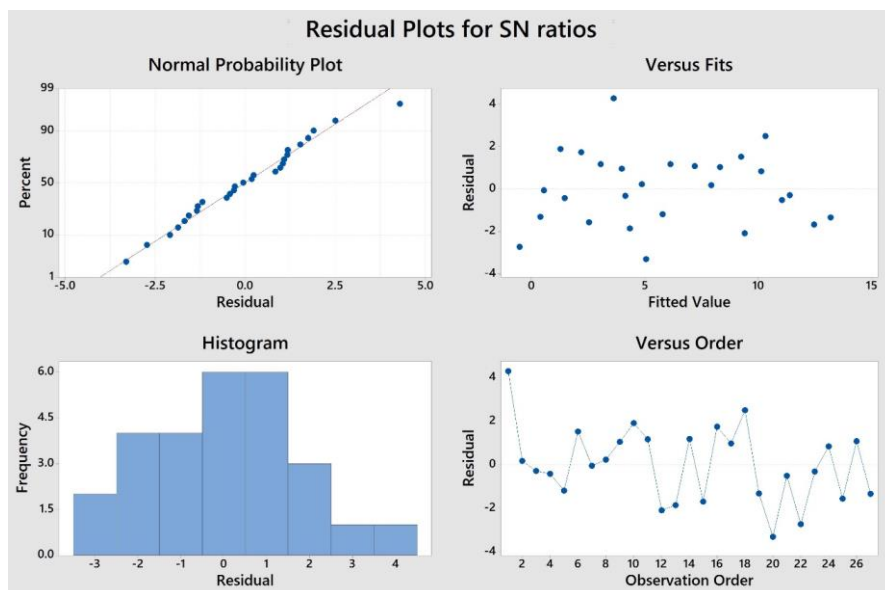 Residual Plots for SN ratios
Normal Probability Plot
99
90
50
10
1
Percent
-5.0 -2.5 0.0 2.5 5.0
Residual
Versus Fits
4
2
0
-2
-4
Residual
0 5 10 15
Fitted Value
Histogram
6.0
4.5
3.0
1.5
0.0
Frequency
-3 -2 -1 0 1 2 3 4
Residual
Versus Order
4
2
0
-2
-4
Residual
2 4 6 8 10 12 14 16 18 20 22 24 26
Observation Order